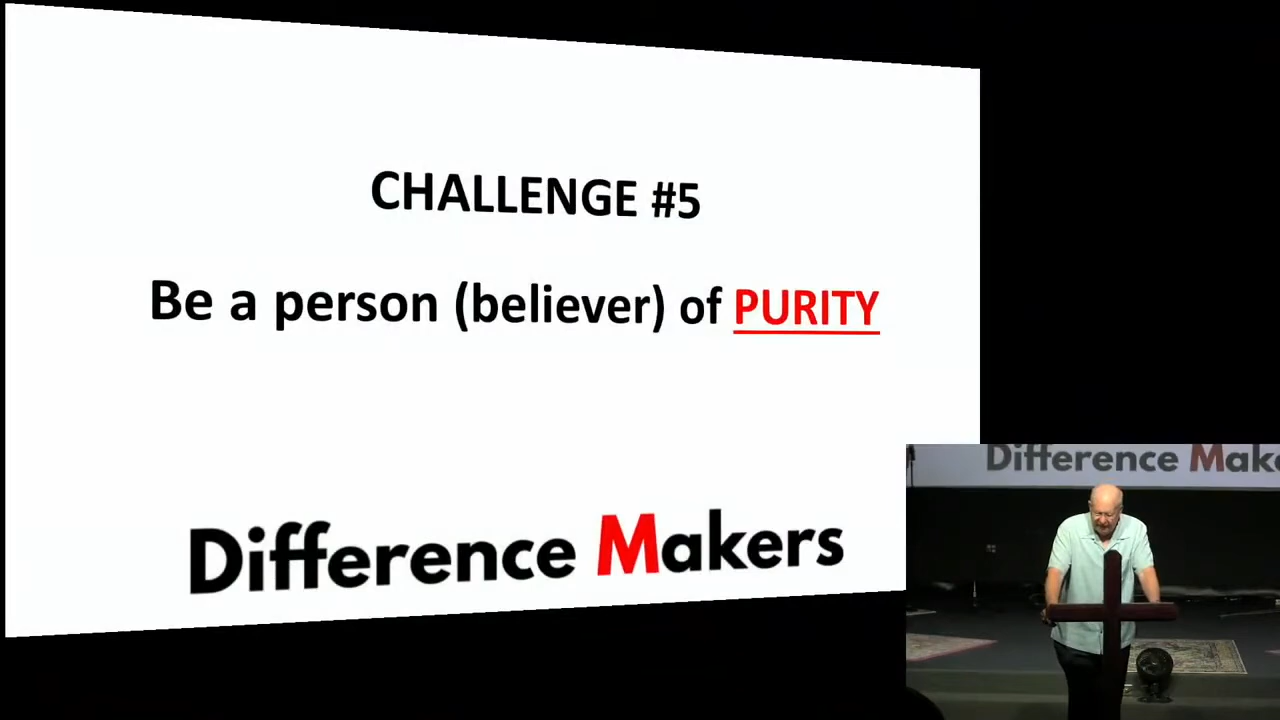 CHALLENGE #5
Be a person (believer) of PURITY
Difference Makers
Difference Make